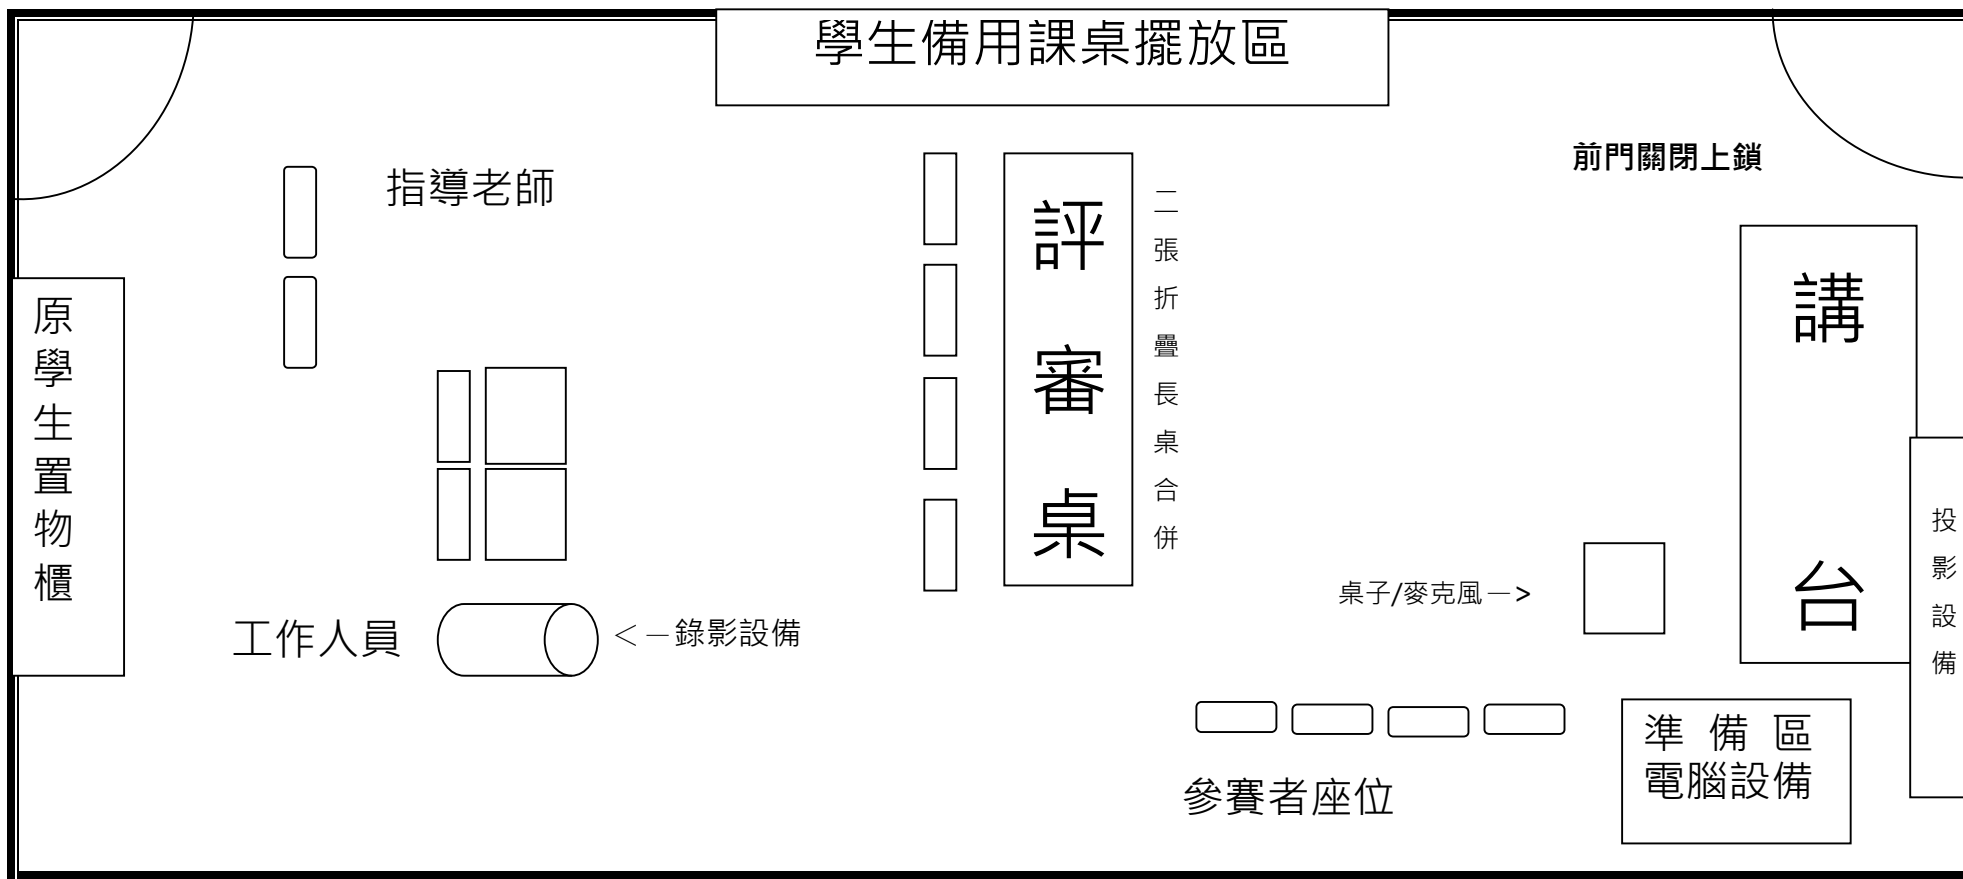 學生備用課桌擺放區
前門關閉上鎖
指導老師
評審桌
二張折疊長桌合併
講台
原學生置物櫃
投影設備
桌子/麥克風－>
工作人員
＜－錄影設備
準備區
電腦設備
參賽者座位